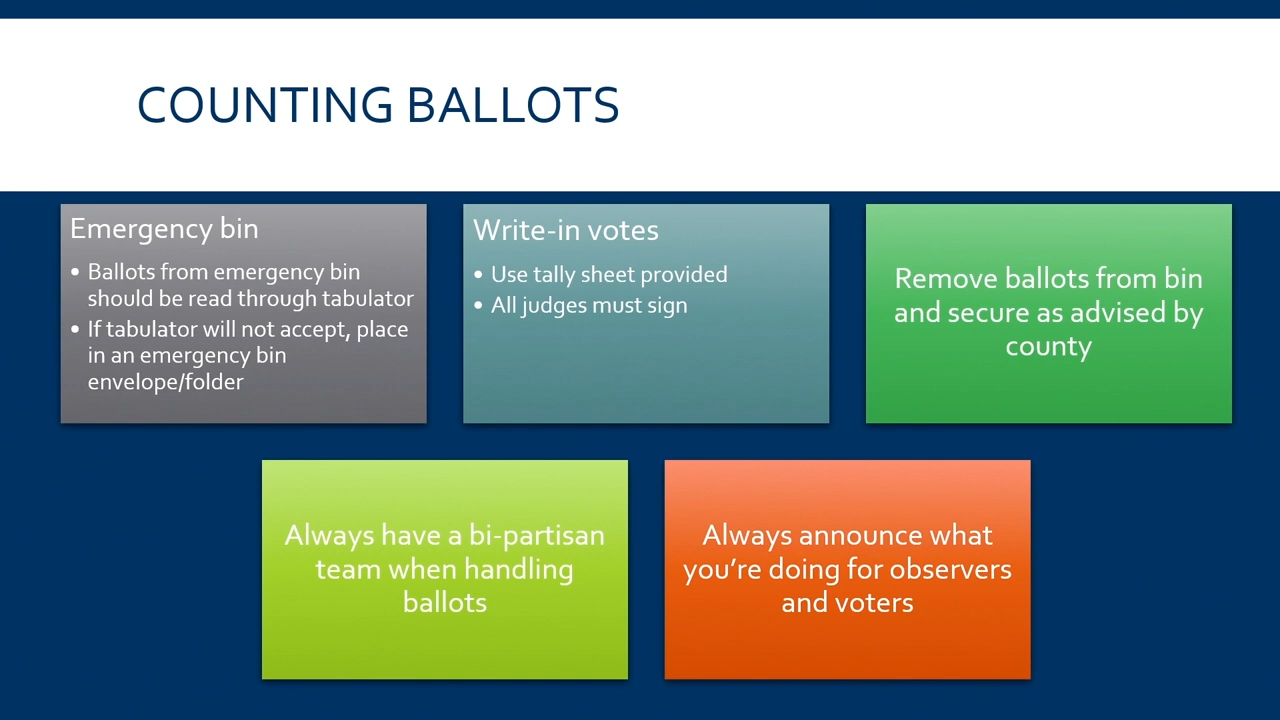 COUNTING BALLOTS
Emergency bin
• Ballots from emergency bin
should be read through tabulator
• If tabulator will not accept, place
in an emergency bin
envelope/folder
Write-in votes
• Use tally sheet provided
• All judges must sign
Remove ballots from bin
and secure as advised by
county
Always have a bi-partisan
team when handling
ballots
Always announce what
you’re doing for observers
and voters